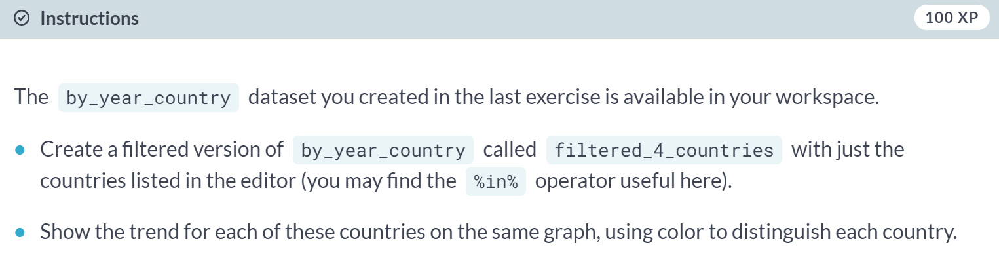 Instructions
100 XP
The by_year_country dataset you created in the last exercise is available in your workspace.
Create a filtered version of by_year_country called filtered_4_countries with just the
countries listed in the editor (you may find the %in% operator useful here).
Show the trend for each of these countries on the same graph, using color to distinguish each country.